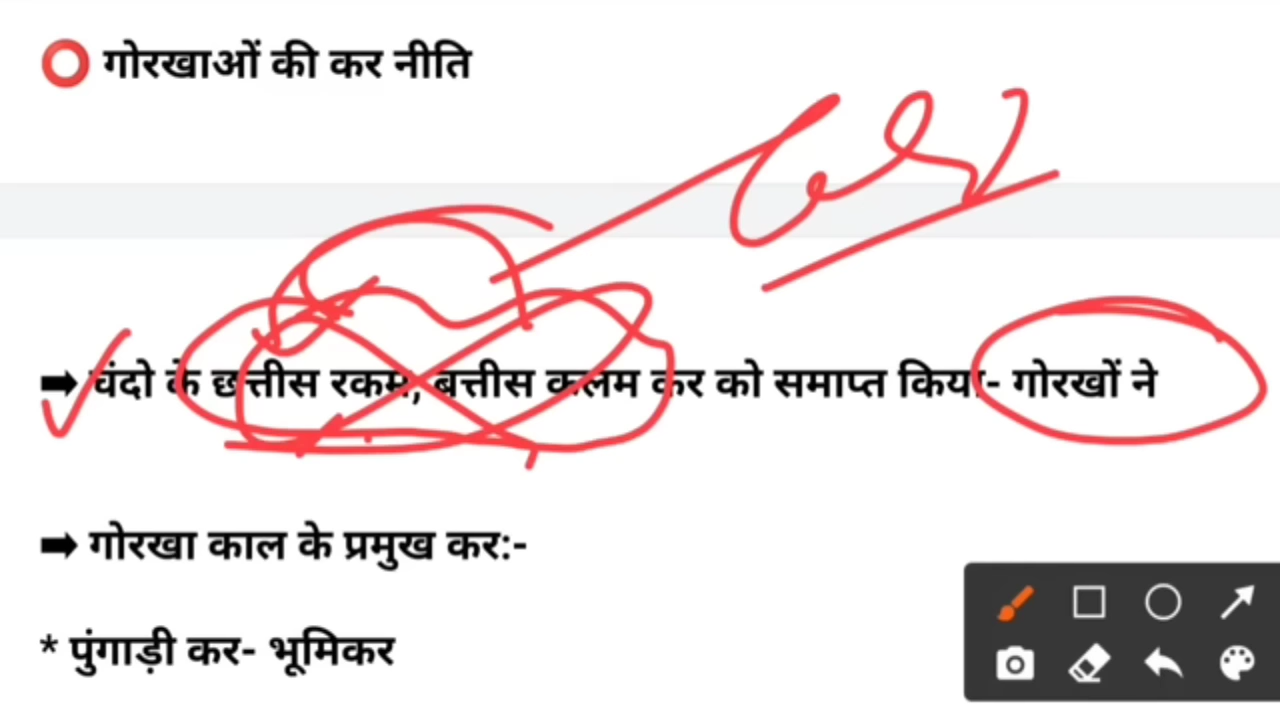 गोरखाओं की कर नीति
➡ चंदो के छत्तीस रकम, बत्तीस कलम कर को समाप्त किया- गोरखों ने
➡ गोरखा काल के प्रमुख कर:-
* पुंगाड़ी कर- भूमिकर